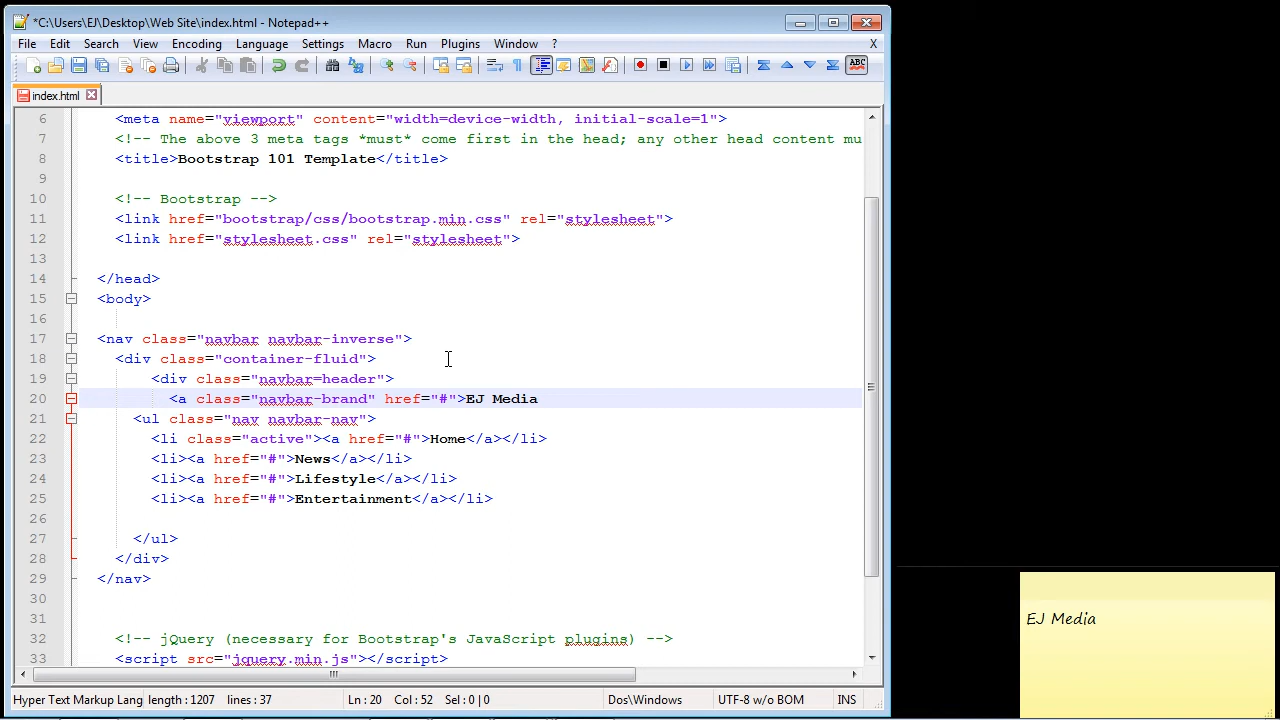 *C:\Users\EJ\Desktop\Web Site\index.html - Notepad++
File Edit Search View Encoding Language Settings Macro Run Plugins Window ? X
ABC
index.html
6 <meta name="viewport" content="width=device-width, initial-scale=1">
7 <!-- The above 3 meta tags *must* come first in the head; any other head content mu
8 <title>Bootstrap 101 Template</title>
9
10 <!-- Bootstrap -->
11 <link href="bootstrap/css/bootstrap.min.css" rel="stylesheet">
12 <link href="stylesheet.css" rel="stylesheet">
13
14 </head>
15 <body>
16
17 <nav class="navbar navbar-inverse">
18 <div class="container-fluid">
19 <div class="navbar=header">
20 <a class="navbar-brand" href="#">EJ Media
21 <ul class="nav navbar-nav">
22 <li class="active"><a href="#">Home</a></li>
23 <li><a href="#">News</a></li>
24 <li><a href="#">Lifestyle</a></li>
25 <li><a href="#">Entertainment</a></li>
26
27 </ul>
28 </div>
29 </nav>
30
31
32 <!-- jQuery (necessary for Bootstrap's JavaScript plugins) -->
33 <script src="jquery.min.js"></script>
Hyper Text Markup Lang length : 1207 lines : 37 Ln : 20 Col : 52 Sel : 0 | 0 Dos\Windows UTF-8 w/o BOM INS
EJ Media